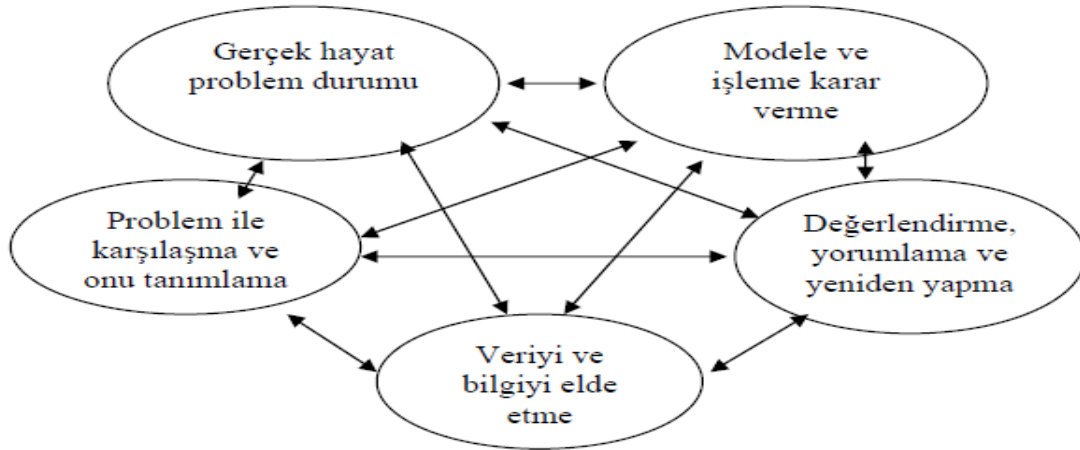 Gerçek hayat
problem durumu
Modele ve
işleme karar
verme
Problem ile
karşılaşma ve
onu tanımlama
Değerlendirme,
yorumlama ve
yeniden yapma
Veriyi ve
bilgiyi elde
etme